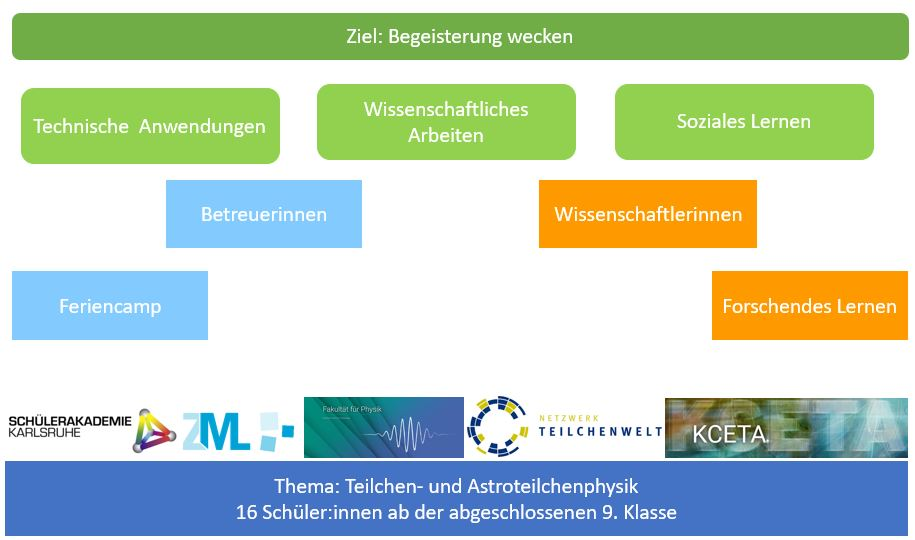 Ziel: Begeisterung wecken
Technische Anwendungen
Wissenschaftliches
Arbeiten
Soziales Lernen
Betreuerinnen
Wissenschaftlerinnen
Feriencamp
Forschendes Lernen
SCHÜLERAKADEMIE
KARLSRUHE
ZML
Fakultät für Physik
NETZWERK
TEILCHENWELT
KCETA
KCETA
Thema: Teilchen- und Astroteilchenphysik
16 Schüler:innen ab der abgeschlossenen 9. Klasse